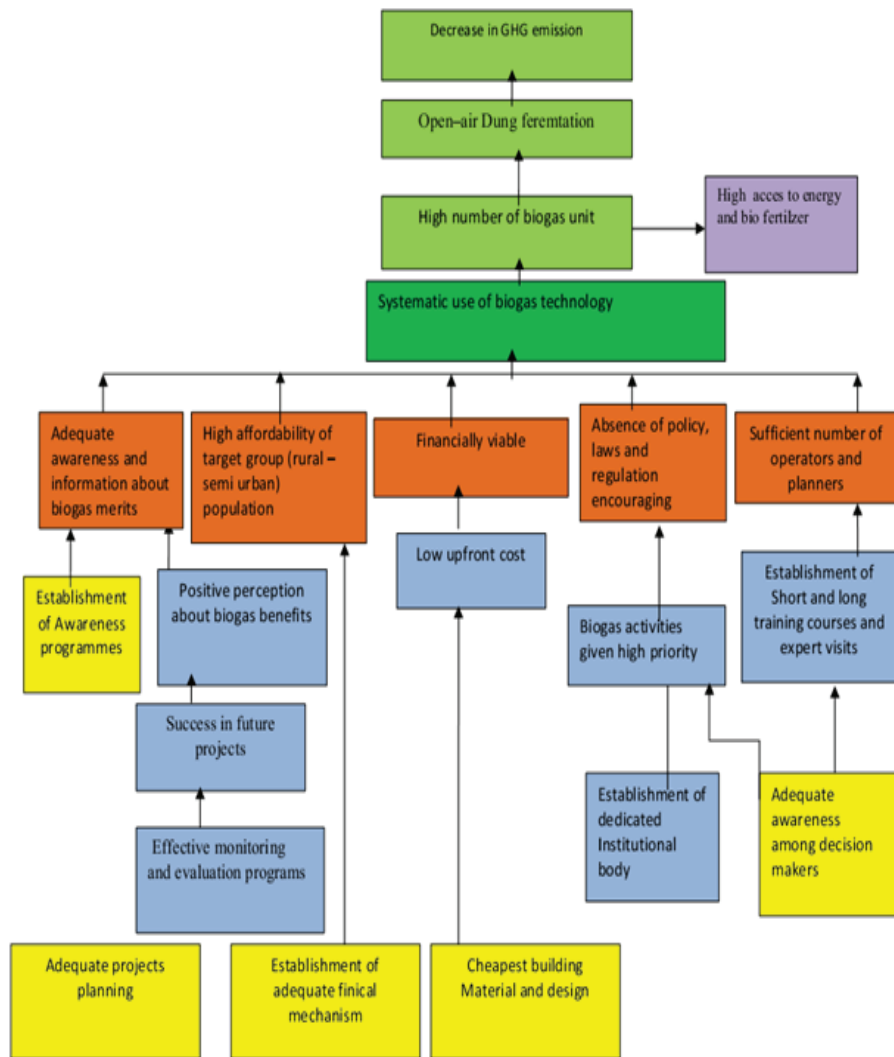 Decrease in GHG emission
Open–air Dung feremtation
High number of biogas unit
High acces to energy
and bio fertilzer
Systematic use of biogas technology
Adequate
awareness and
information about
biogas merits
High affordability of
target group (rural –
semi urban)
population
Financially viable
Absence of policy,
laws and
regulation
encouraging
Sufficient number of
operators and
planners
Establishment
of Awareness
programmes
Positive perception
about biogas benefits
Low upfront cost
Biogas activities
given high priority
Establishment of
Short and long
training courses and
expert visits
Success in future
projects
Effective monitoring
and evaluation programs
Establishment of
dedicated
Institutional
body
Adequate
awareness
among decision
makers
Adequate projects
planning
Establishment of
adequate finical
mechanism
Cheapest building
Material and design